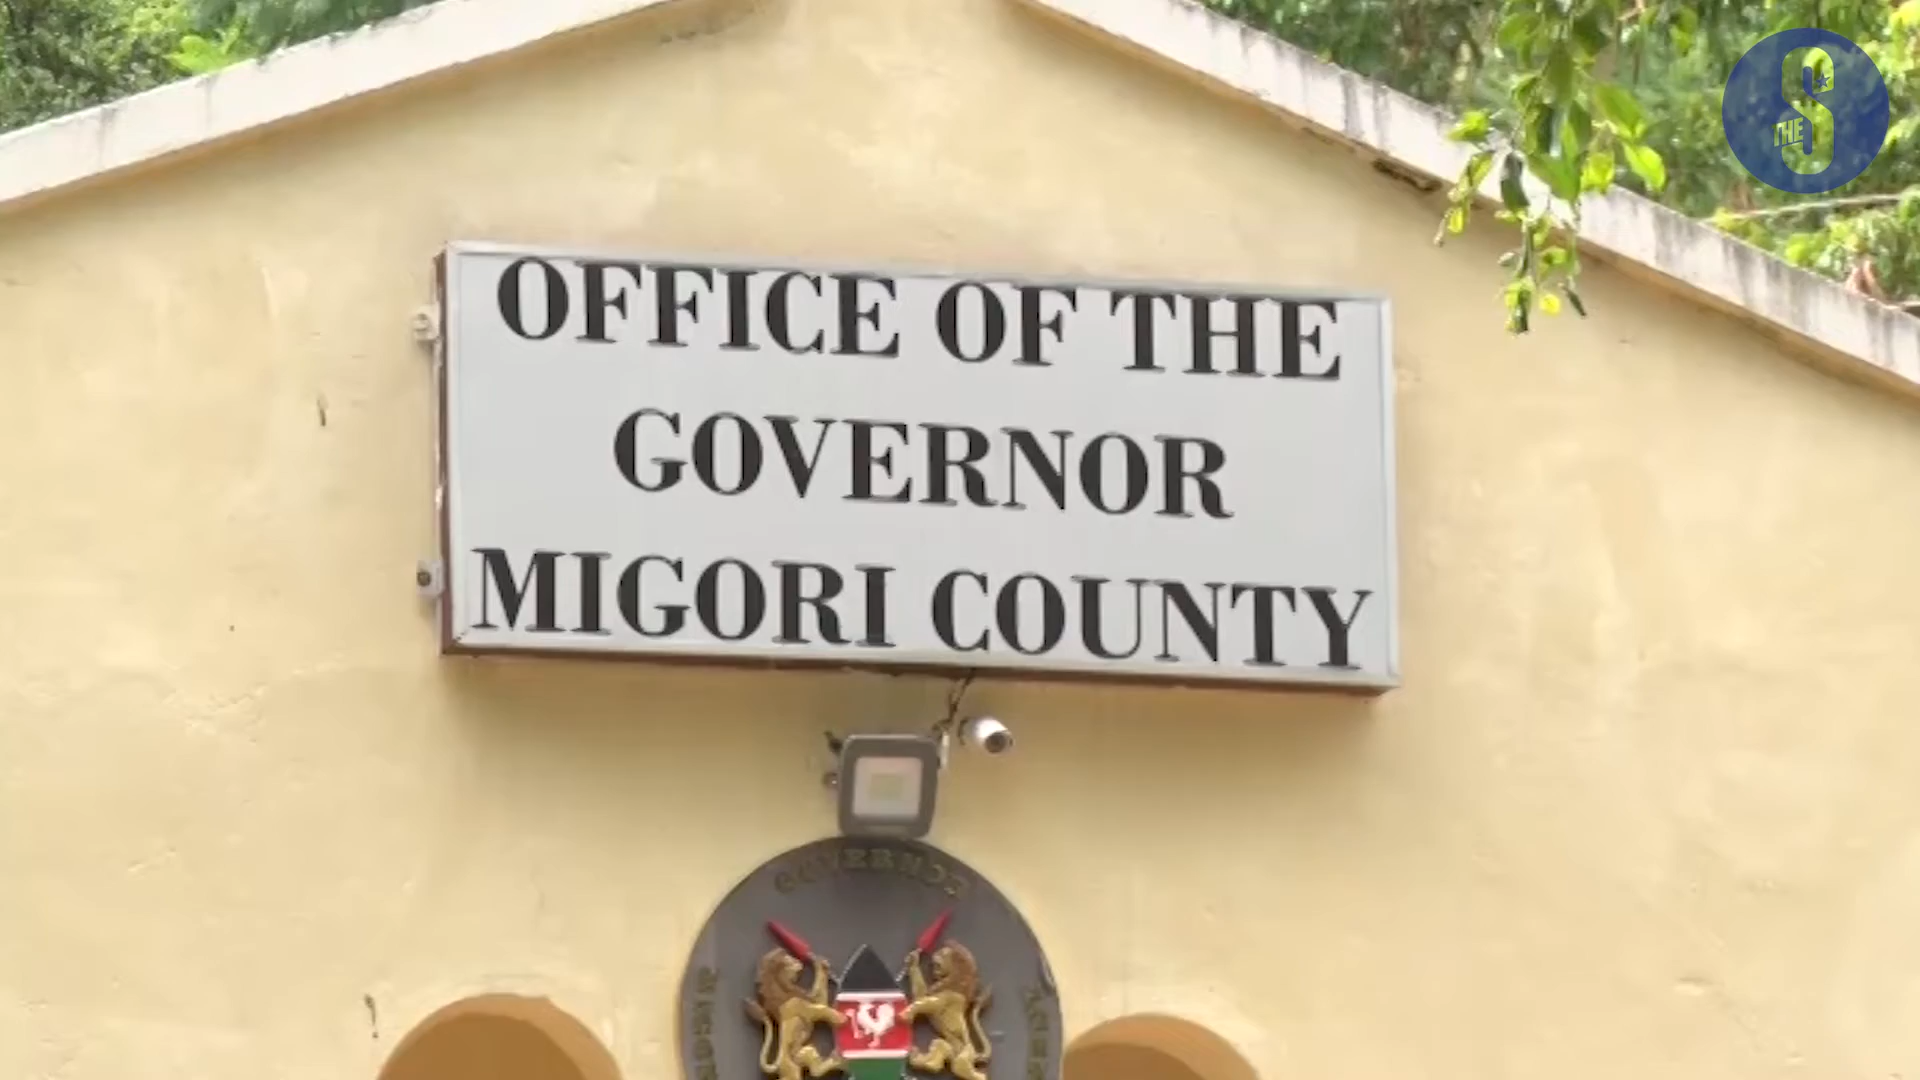 THE S
OFFICE OF THE
GOVERNOR
MIGORI COUNTY
GOVERNOR